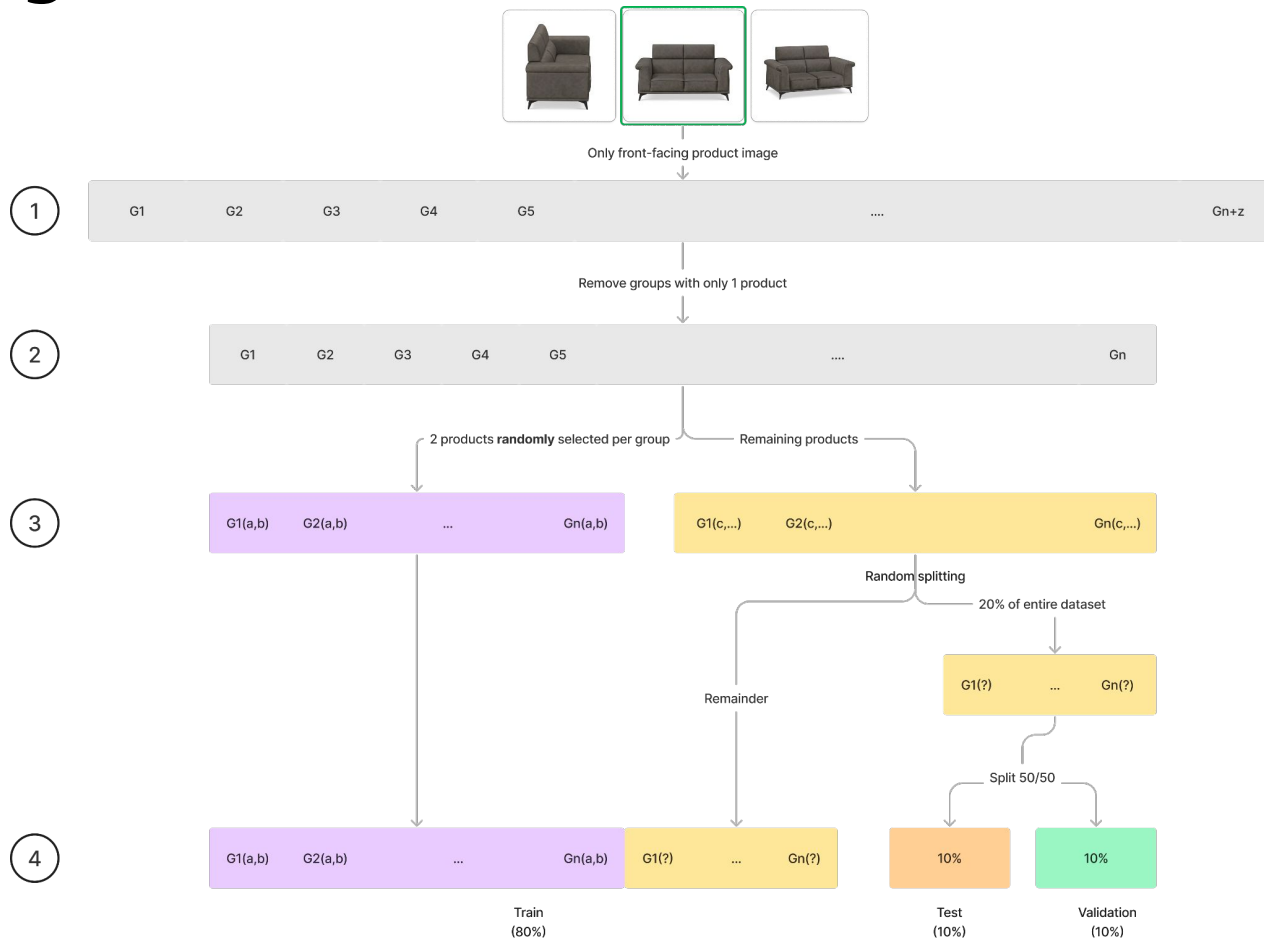 Only front-facing product image
1
G1 G2 G3 G4 G5 .... Gn+z
Remove groups with only 1 product
2
G1 G2 G3 G4 G5 .... Gn
2 products randomly selected per group
Remaining products
3
G1(a,b) G2(a,b) ... Gn(a,b)
G1(c,...) G2(c,...) Gn(c,...)
Random splitting
20% of entire dataset
G1(?) ... Gn(?)
Remainder
Split 50/50
4
G1(a,b) G2(a,b) ... Gn(a,b) G1(?) ... Gn(?)
10%
10%
Train
(80%)
Test
(10%)
Validation
(10%)